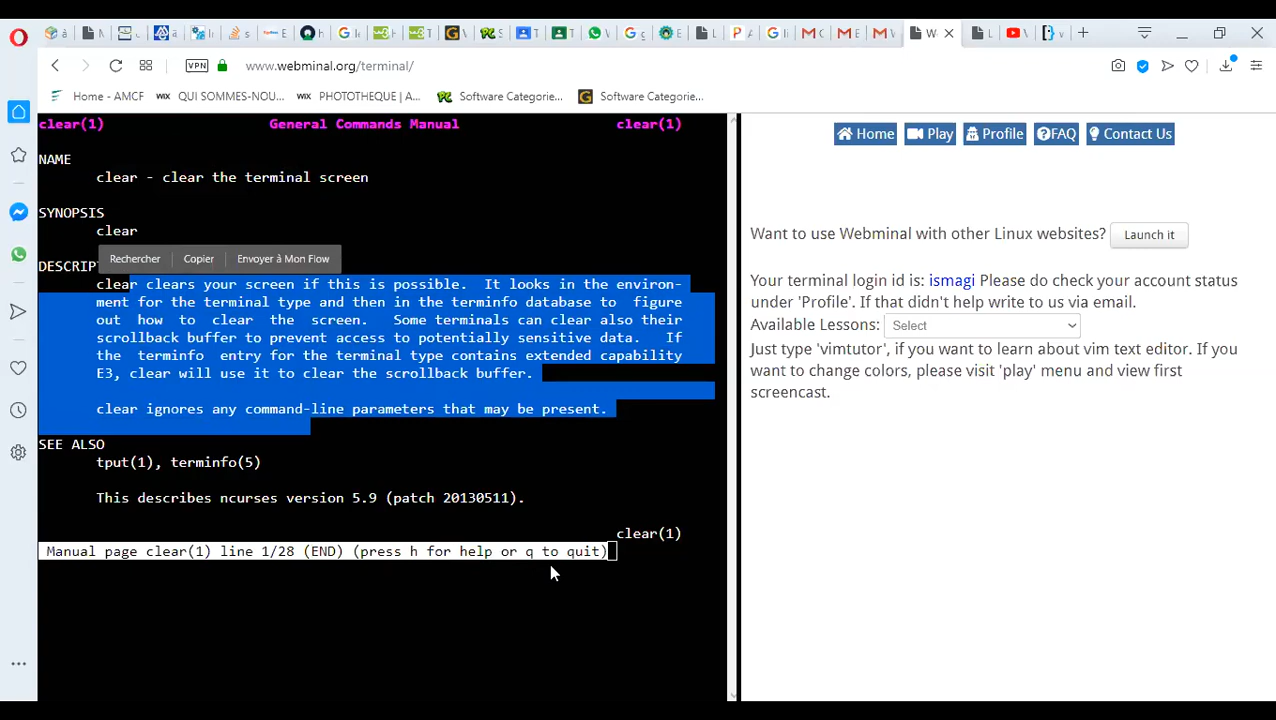 VPN www.webminal.org/terminal/
Home - AMCF WIX QUI SOMMES-NOU... WIX PHOTOTHEQUE | A... Software Categorie... Software Categorie...
clear(1) General Commands Manual clear(1)
NAME
clear - clear the terminal screen
SYNOPSIS
clear
Rechercher Copier Envoyer à Mon Flow
DESCRIPT
clear clears your screen if this is possible. It looks in the environ-
ment for the terminal type and then in the terminfo database to figure
out how to clear the screen. Some terminals can clear also their
scrollback buffer to prevent access to potentially sensitive data. If
the terminfo entry for the terminal type contains extended capability
E3, clear will use it to clear the scrollback buffer.
clear ignores any command-line parameters that may be present.
SEE ALSO
tput(1), terminfo(5)
This describes ncurses version 5.9 (patch 20130511).
clear(1)
Manual page clear(1) line 1/28 (END) (press h for help or q to quit)
Home Play Profile FAQ Contact Us
Want to use Webminal with other Linux websites? Launch it
Your terminal login id is: ismagi Please do check your account status
under 'Profile'. If that didn't help write to us via email.
Available Lessons: Select
Just type 'vimtutor', if you want to learn about vim text editor. If you
want to change colors, please visit 'play' menu and view first
screencast.